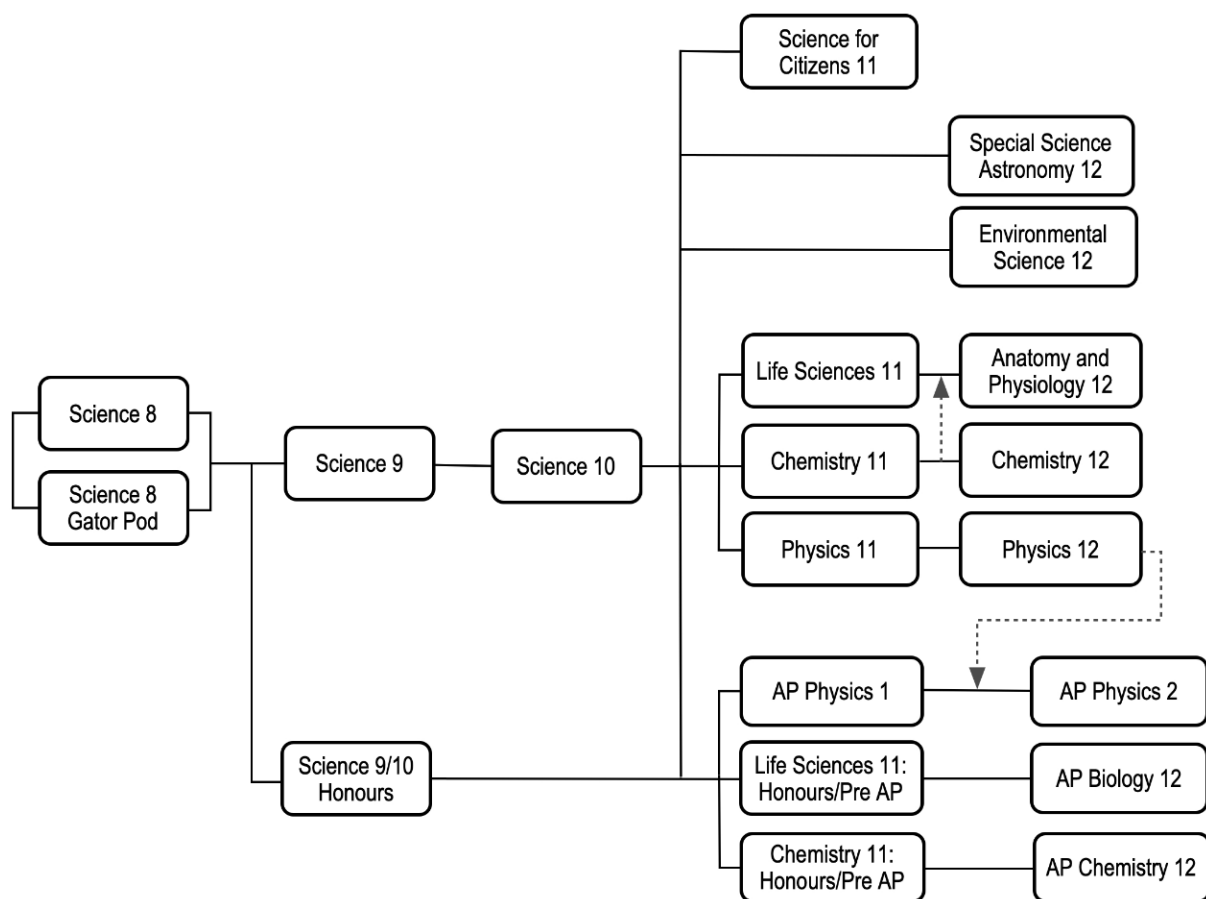 Science for
Citizens 11
Special Science
Astronomy 12
Environmental
Science 12
Life Sciences 11
Anatomy and
Physiology 12
Science 8
Science 9
Science 10
Chemistry 11
Chemistry 12
Science 8
Gator Pod
Physics 11
Physics 12
AP Physics 1
AP Physics 2
Science 9/10
Honours
Life Sciences 11:
Honours/Pre AP
AP Biology 12
Chemistry 11:
Honours/Pre AP
AP Chemistry 12